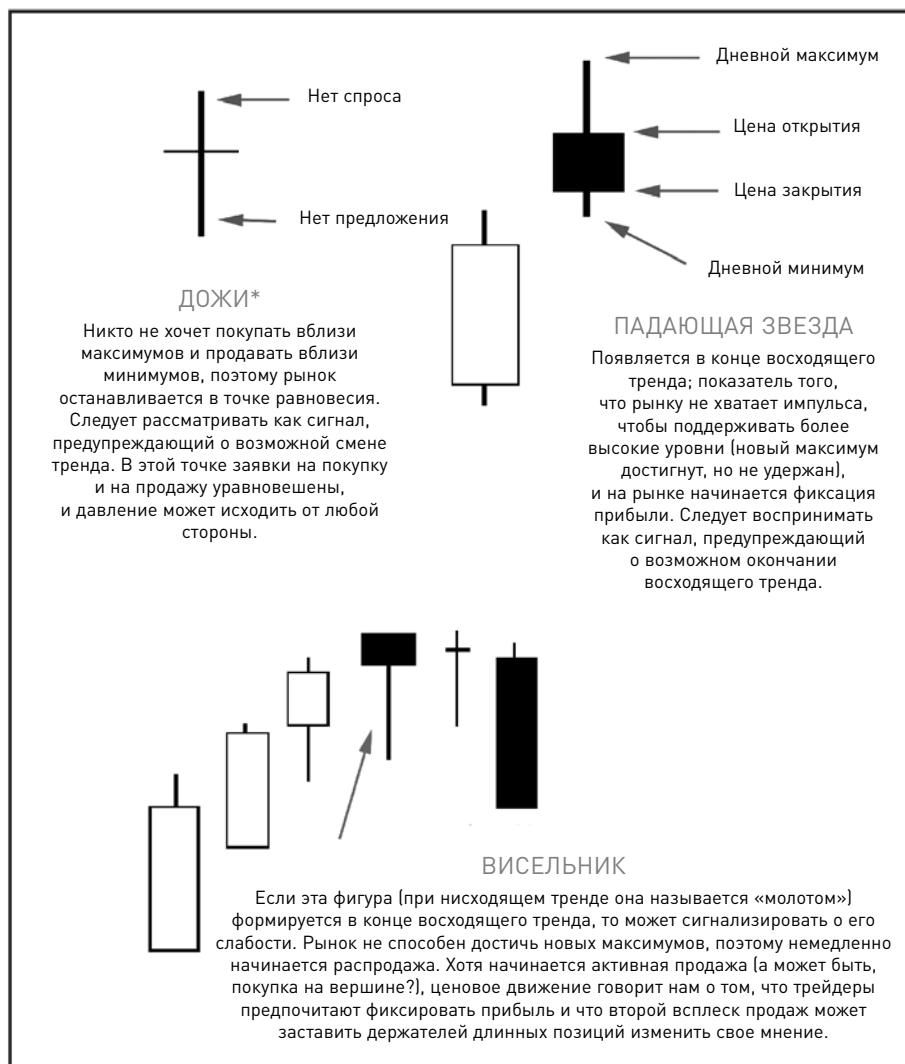 Нет спроса
Нет предложения
ДОЖИ*
Никто не хочет покупать вблизи
максимумов и продавать вблизи
минимумов, поэтому рынок
останавливается в точке равновесия.
Следует рассматривать как сигнал,
предупреждающий о возможной смене
тренда. В этой точке заявки на покупку
и на продажу уравновешены,
и давление может исходить от любой
стороны.
Дневной максимум
Цена открытия
Цена закрытия
Дневной минимум
ПАДАЮЩАЯ ЗВЕЗДА
Появляется в конце восходящего
тренда; показатель того,
что рынку не хватает импульса,
чтобы поддерживать более
высокие уровни (новый максимум
достигнут, но не удержан),
и на рынке начинается фиксация
прибыли. Следует воспринимать
как сигнал, предупреждающий
о возможном окончании
восходящего тренда.
ВИСЕЛЬНИК
Если эта фигура (при нисходящем тренде она называется «молотом»)
формируется в конце восходящего тренда, то может сигнализировать о его
слабости. Рынок не способен достичь новых максимумов, поэтому немедленно
начинается распродажа. Хотя начинается активная продажа (а может быть,
покупка на вершине?), ценовое движение говорит нам о том, что трейдеры
предпочитают фиксировать прибыль и что второй всплеск продаж может
заставить держателей длинных позиций изменить свое мнение.